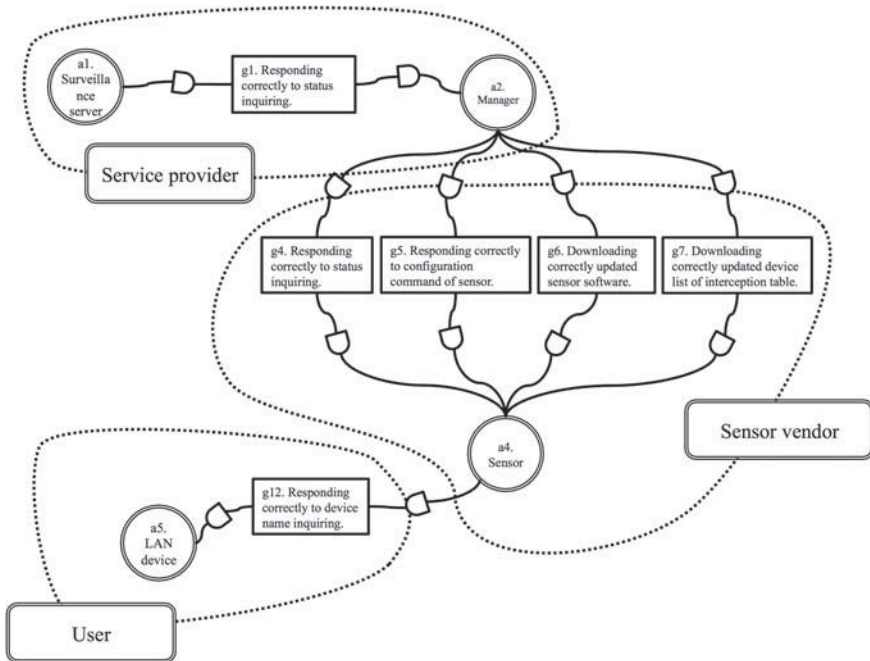 a1.
Surveilla
nce
server
g1. Responding
correctly to status
inquiring.
a2.
Manager
Service provider
g4. Responding
correctly to status
inquiring.
g5. Responding correctly
to configuration
command of sensor.
g6. Downloading
correctly updated
sensor software.
g7. Downloading
correctly updated device
list of interception table.
Sensor vendor
a4.
Sensor
g12. Responding
correctly to device
name inquiring.
a5.
LAN
device
User